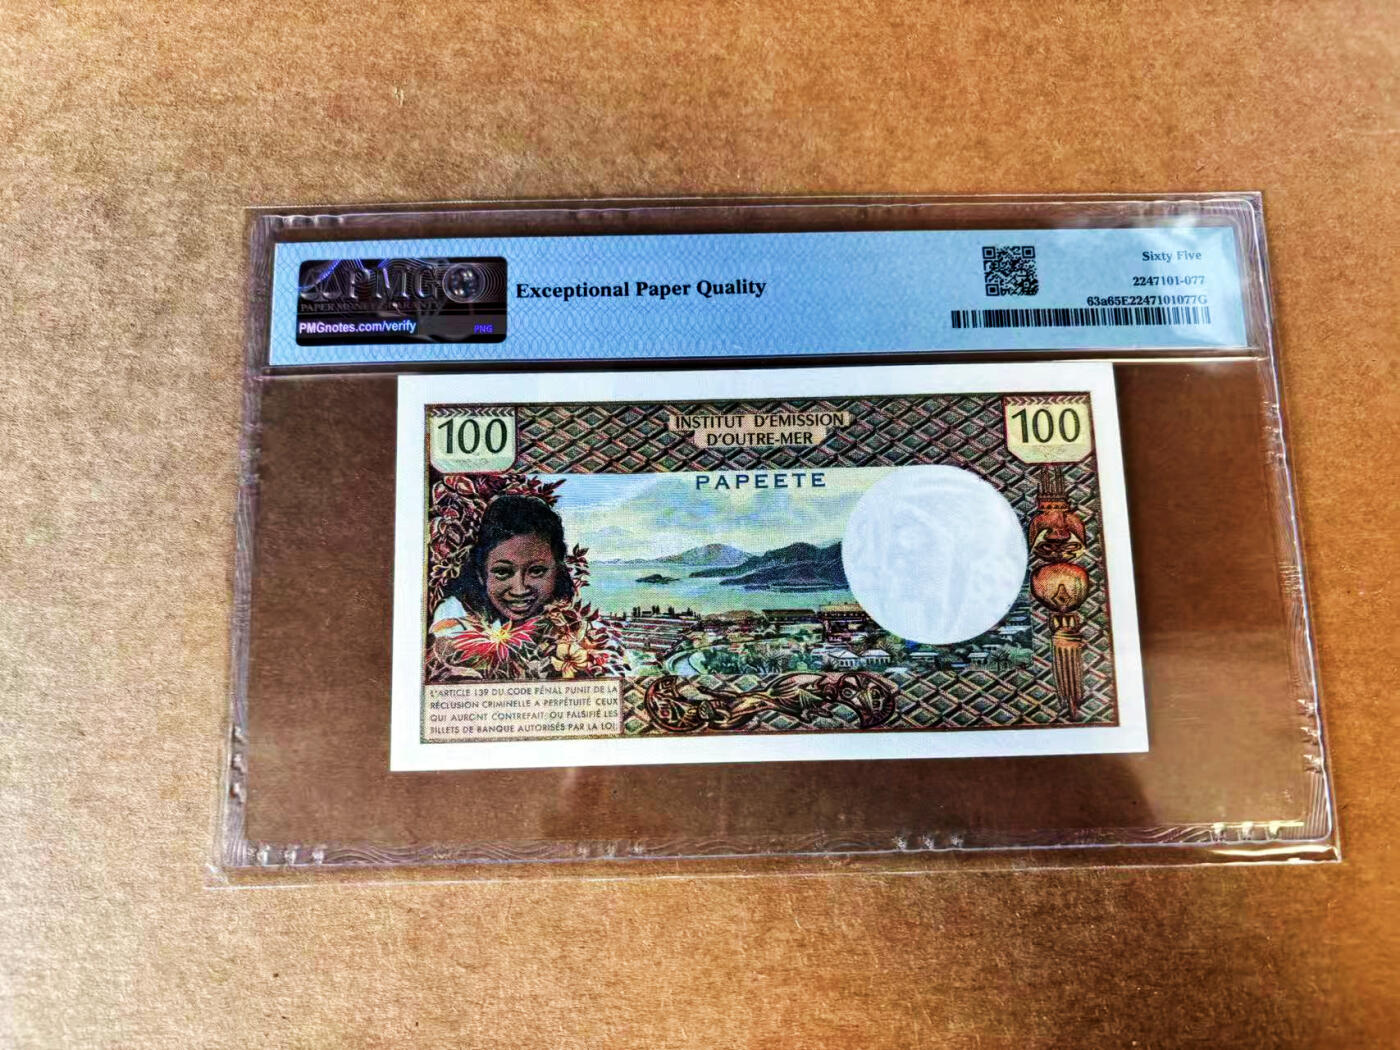 PMG
PMGnotes.com/verify
PNG
Exceptional Paper Quality
Sixty Five
2247101-077
63a65E2247101077G
100
INSTITUT D'EMISSION
D'OUTRE-MER
100
PAPEETE
L'ARTICLE 139 DU CODE PÉNAL PUNIT DE LA
RÉCLUSION CRIMINELLE A PERPÉTUITÉ CEUX
QUI AURONT CONTREFAIT OU FALSIFIÉ LES
BILLETS DE BANQUE AUTORISÉS PAR LA LOI.